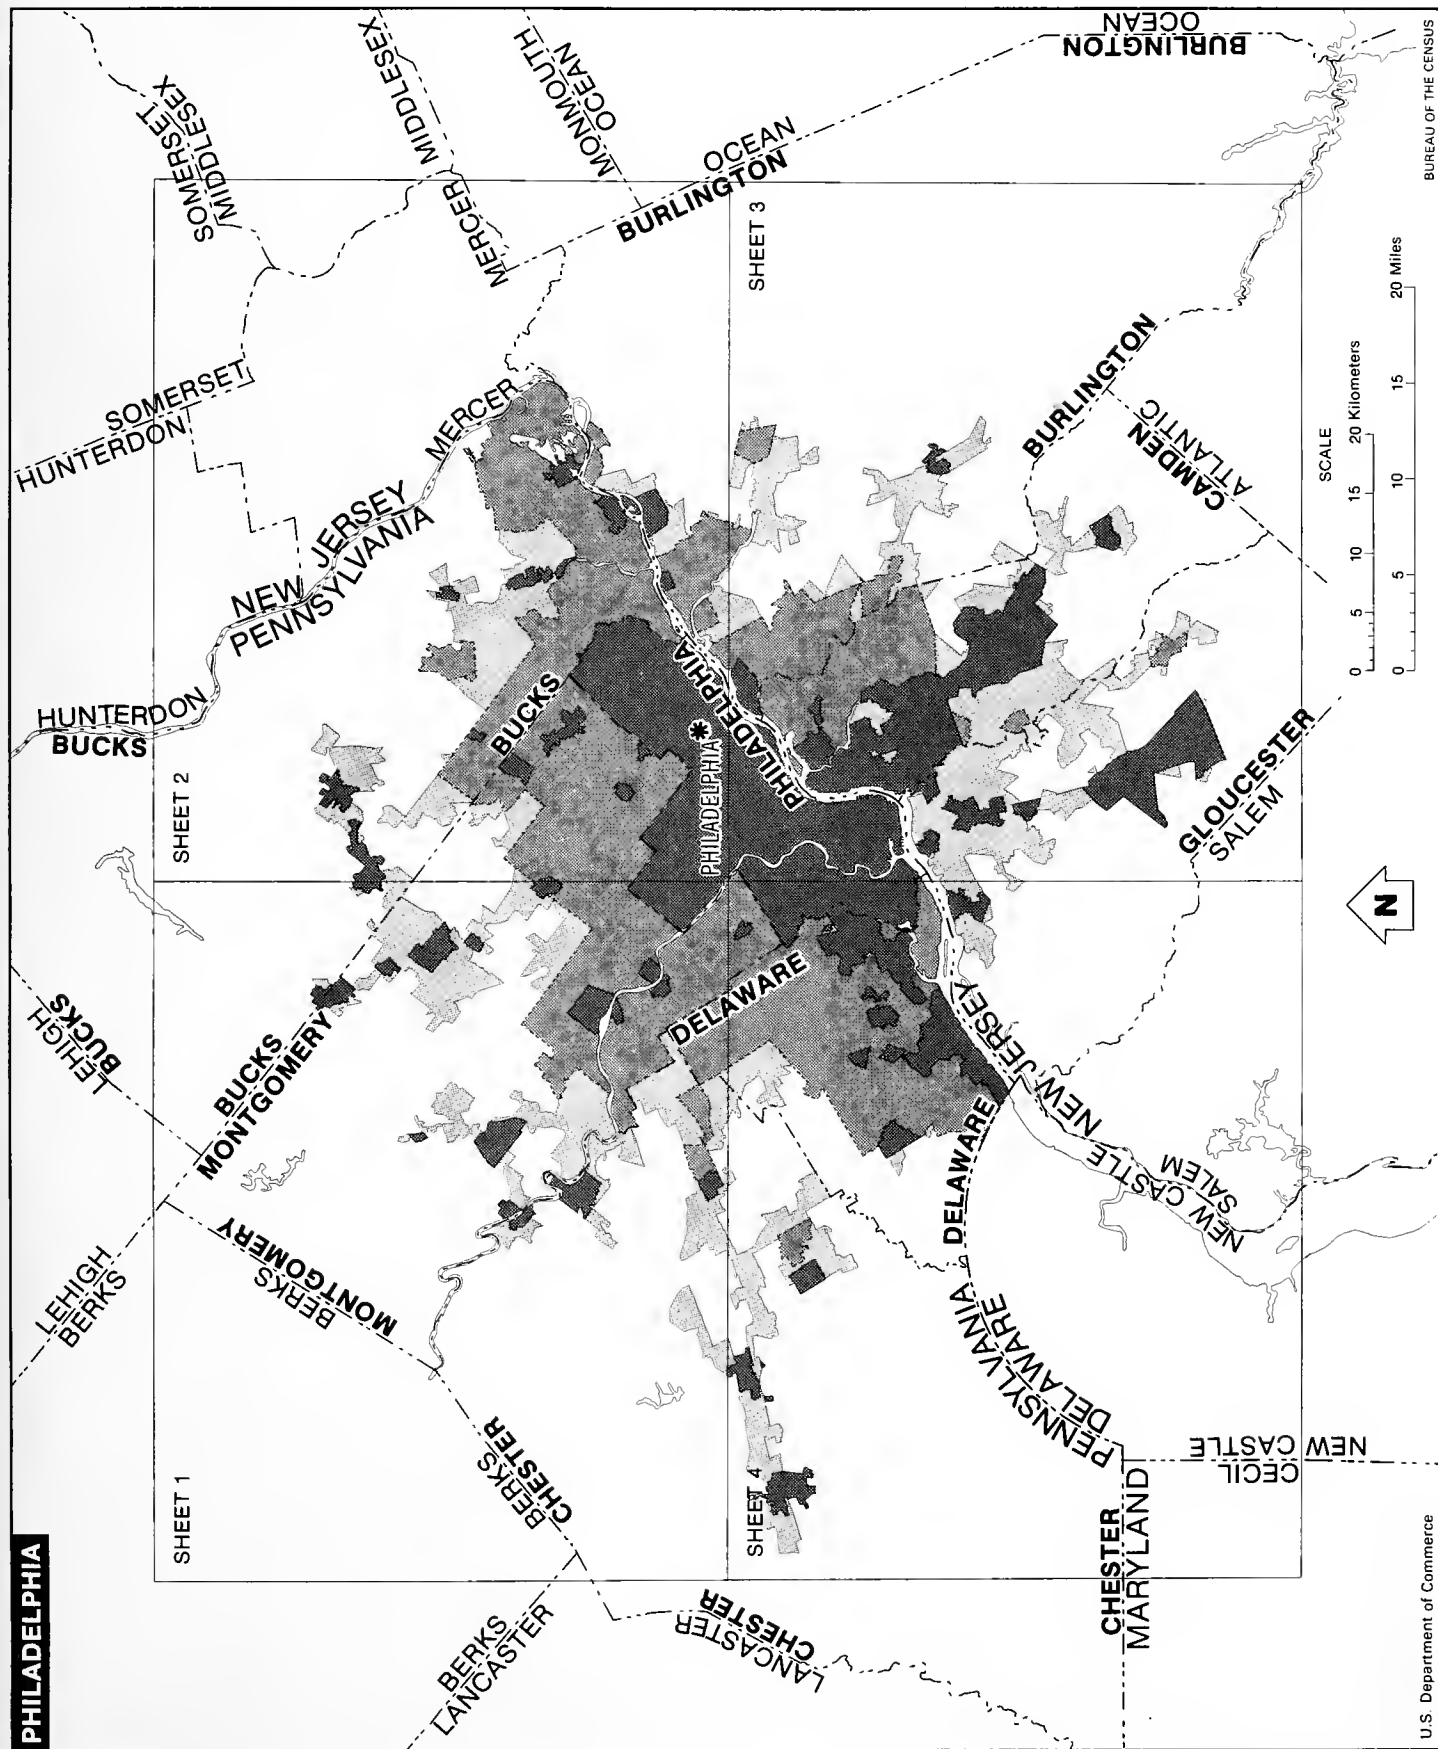 PHILADELPHIA
LEHIGH
BERKS
LEHIGH
BUCKS
HUNTERDON
BUCKS
HUNTERDON
SOMERSET
SOMERSET
MIDDLESEX
MIDDLESEX
MERCER
MIDDLESEX
MONMOUTH
OCEAN
OCEAN
BURLINGTON
BURLINGTON
OCEAN
SHEET 1
SHEET 2
SHEET 3
SHEET 4
BERKS
MONTGOMERY
BUCKS
MONTGOMERY
NEW JERSEY
PENNSYLVANIA
MERCER
BERKS
CHESTER
BERKS
LANCASTER
LANCASTER
CHESTER
BUCKS
PHILADELPHIA
PHILADELPHIA
DELAWARE
DELAWARE
NEW JERSEY
NEW CASTLE
SALEM
PENNSYLVANIA
DELAWARE
CHESTER
MARYLAND
CECIL
NEW CASTLE
GLOUCESTER
SALEM
BURLINGTON
CAMDEN
ATLANTIC
N
SCALE
0 5 10 15 20 Kilometers
0 5 10 15 20 Miles
U.S. Department of Commerce
BUREAU OF THE CENSUS